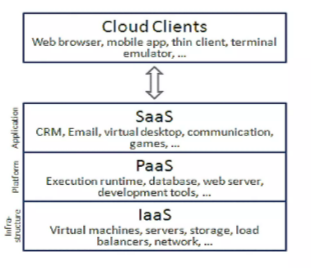 Cloud Clients
Web browser, mobile app, thin client, terminal
emulator, ...
Application
SaaS
CRM, Email, virtual desktop, communication,
games, ...
Platform
PaaS
Execution runtime, database, web server,
development tools, ...
Infra-
structure
IaaS
Virtual machines, servers, storage, load
balancers, network, ...